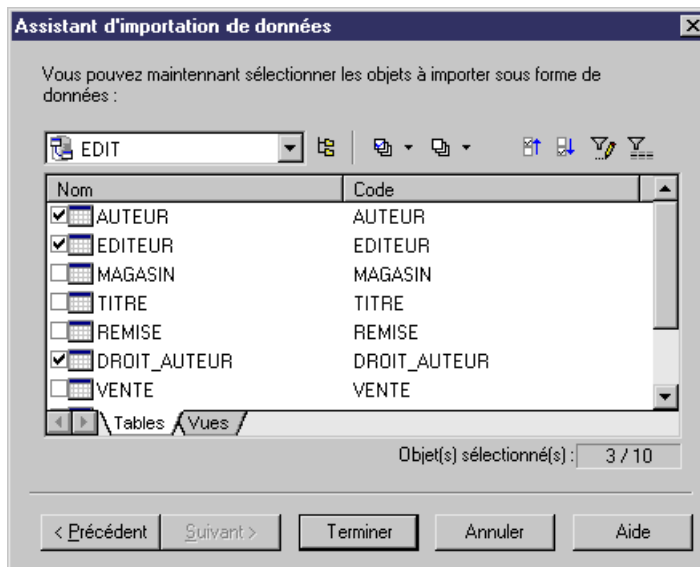 Assistant d'importation de données
Vous pouvez maintennant sélectionner les objets à importer sous forme de
données :
EDIT
Nom Code
AUTEUR AUTEUR
EDITEUR EDITEUR
MAGASIN MAGASIN
TITRE TITRE
REMISE REMISE
DROIT_AUTEUR DROIT_AUTEUR
VENTE VENTE
Tables Vues
Objet(s) sélectionné(s) : 3 / 10
< Précédent Suivant > Terminer Annuler Aide